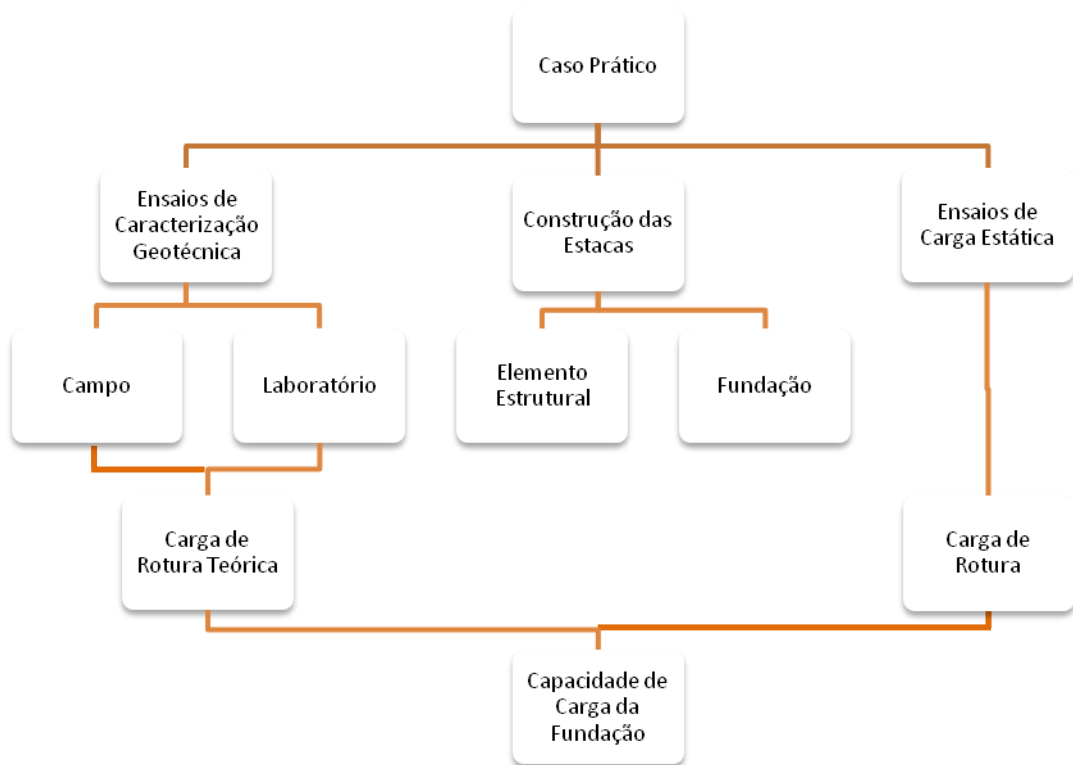 Caso Prático
Ensaios de
Caracterização
Geotécnica
Construção das
Estacas
Ensaios de
Carga Estática
Campo
Laboratório
Elemento
Estrutural
Fundação
Carga de
Rotura Teórica
Carga de
Rotura
Capacidade de
Carga da
Fundação